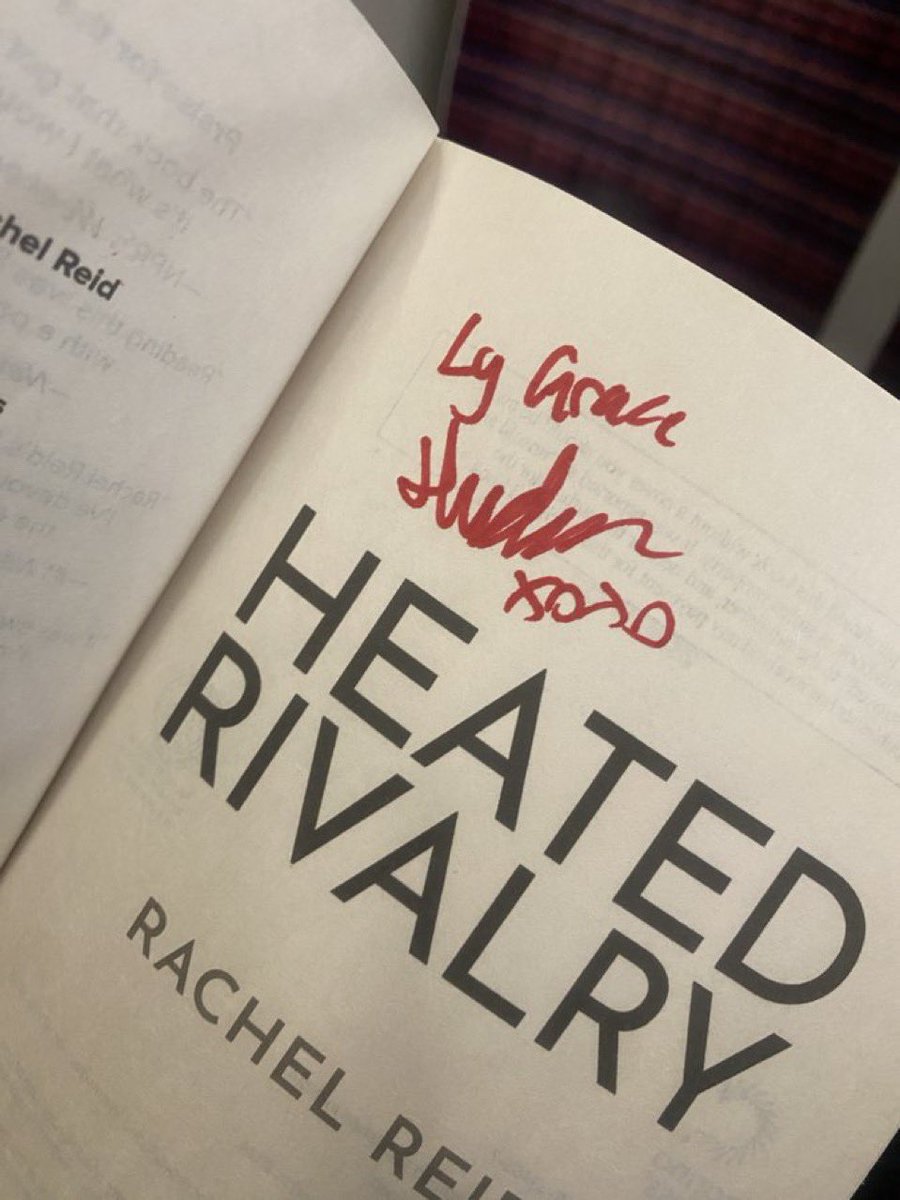 chel Reid
s
Ly Grace
Hudson
xoxo
HEATED
RIVALRY
RACHEL REI